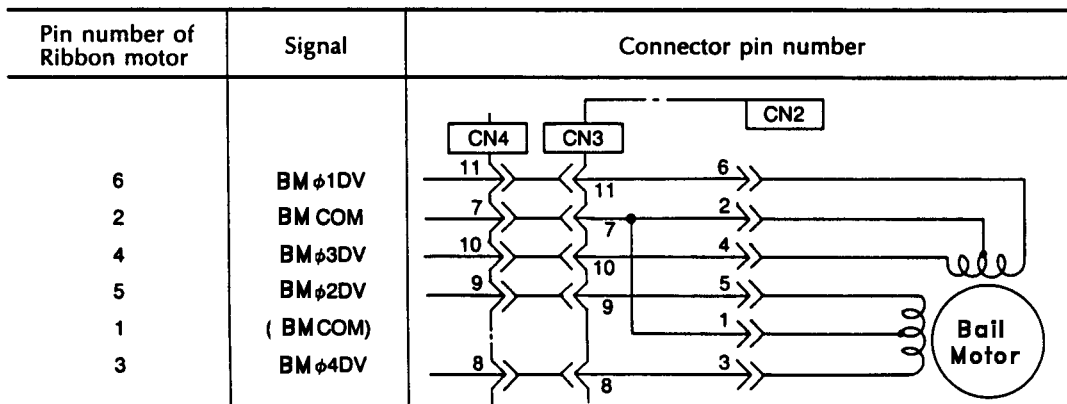 Pin number of Ribbon motor Signal Connector pin number
CN2
CN4 CN3
6 BMφ1DV 11 11 6
2 BMCOM 7 7 2
4 BMφ3DV 10 10 4
5 BMφ2DV 9 9 5
1 (BMCOM) 1
3 BMφ4DV 8 8 3
Bail
Motor